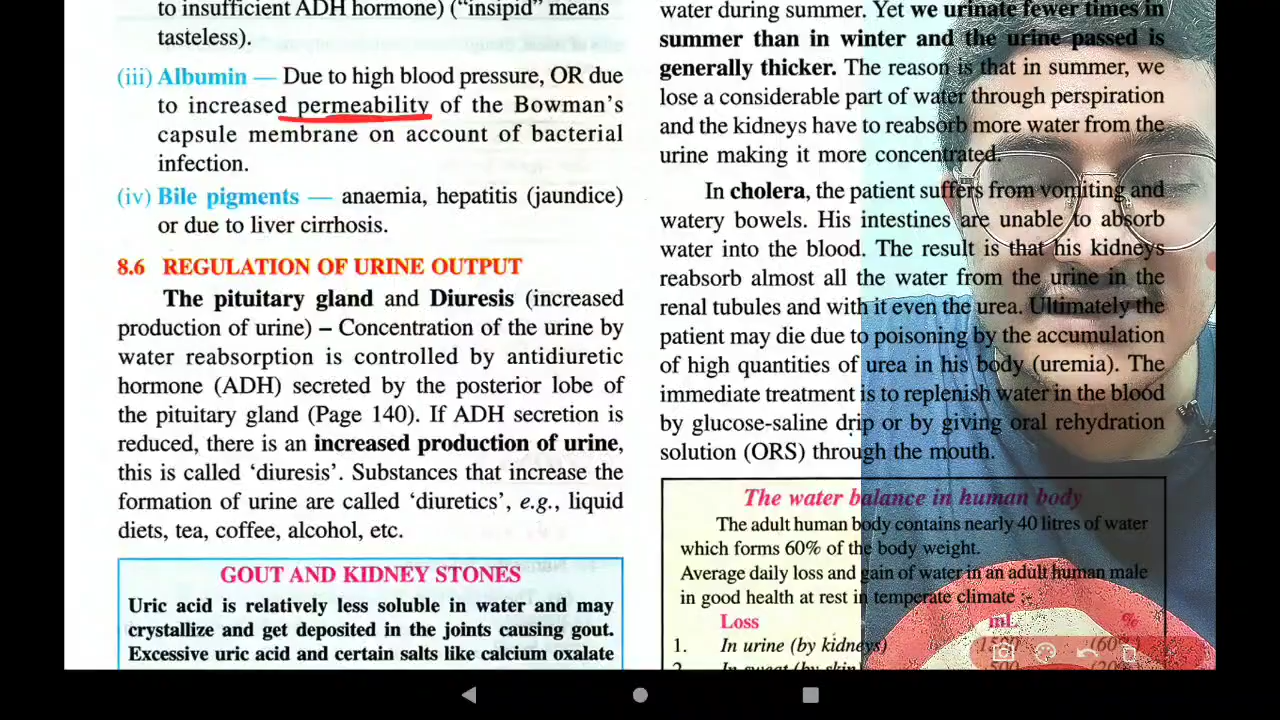 to insufficient ADH hormone) (“insipid” means
tasteless).
(iii) Albumin — Due to high blood pressure, OR due
to increased permeability of the Bowman’s
capsule membrane on account of bacterial
infection.
(iv) Bile pigments — anaemia, hepatitis (jaundice)
or due to liver cirrhosis.
8.6 REGULATION OF URINE OUTPUT
The pituitary gland and Diuresis (increased
production of urine) – Concentration of the urine by
water reabsorption is controlled by antidiuretic
hormone (ADH) secreted by the posterior lobe of
the pituitary gland (Page 140). If ADH secretion is
reduced, there is an increased production of urine,
this is called ‘diuresis’. Substances that increase the
formation of urine are called ‘diuretics’, e.g., liquid
diets, tea, coffee, alcohol, etc.
GOUT AND KIDNEY STONES
Uric acid is relatively less soluble in water and may
crystallize and get deposited in the joints causing gout.
Excessive uric acid and certain salts like calcium oxalate
water during summer. Yet we urinate fewer times in
summer than in winter and the urine passed is
generally thicker. The reason is that in summer, we
lose a considerable part of water through perspiration
and the kidneys have to reabsorb more water from the
urine making it more concentrated.
In cholera, the patient suffers from vomiting and
watery bowels. His intestines are unable to absorb
water into the blood. The result is that his kidneys
reabsorb almost all the water from the urine in the
renal tubules and with it even the urea. Ultimately the
patient may die due to poisoning by the accumulation
of high quantities of urea in his body (uremia). The
immediate treatment is to replenish water in the blood
by glucose-saline drip or by giving oral rehydration
solution (ORS) through the mouth.
The water balance in human body
The adult human body contains nearly 40 litres of water
which forms 60% of the body weight.
Average daily loss and gain of water in an adult human male
in good health at rest in temperate climate :-
Loss ml. %
1. In urine (by kidneys) 1500 (60
2. In sweat (by skin) 500 (20